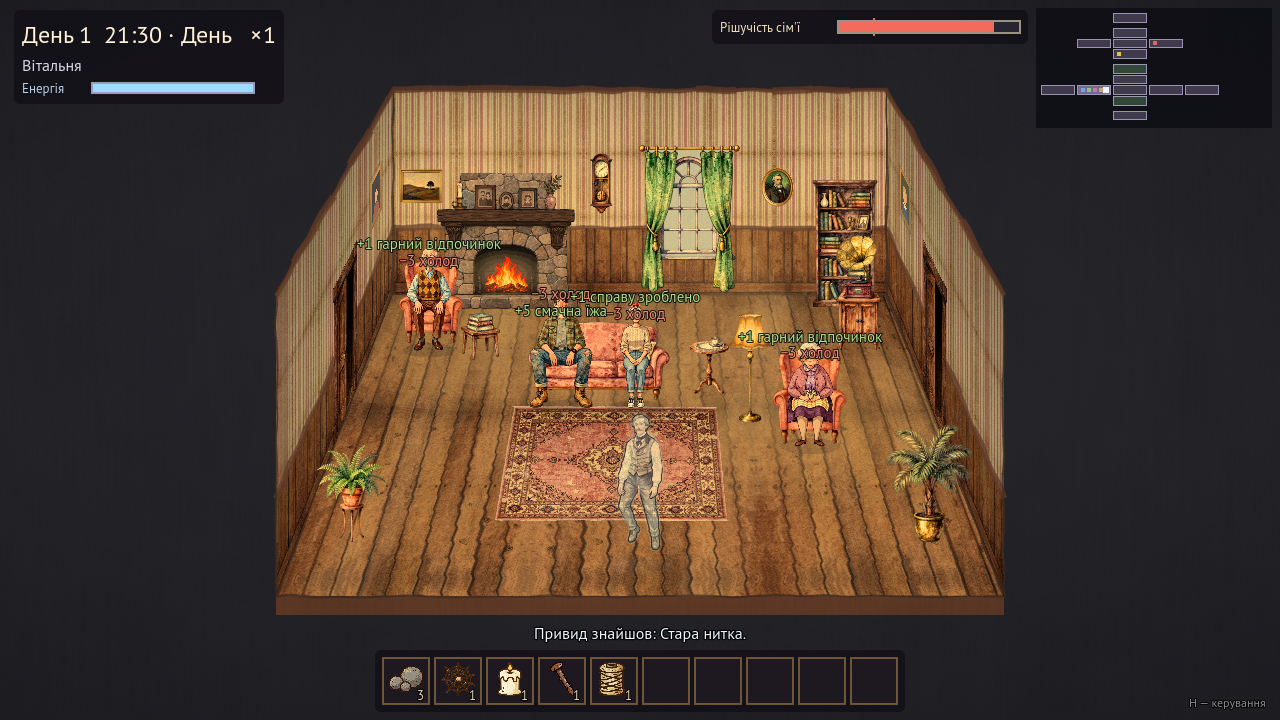 День 1 21:30 · День ×1
Вітальня
Енергія
Рішучість сім'ї
+1 гарний відпочинок
−3 холод
−3 холод
+1 справу зроблено
+5 смачна їжа
−3 холод
+1 гарний відпочинок
−3 холод
Привид знайшов: Стара нитка.
3
1
1
1
1
H — керування